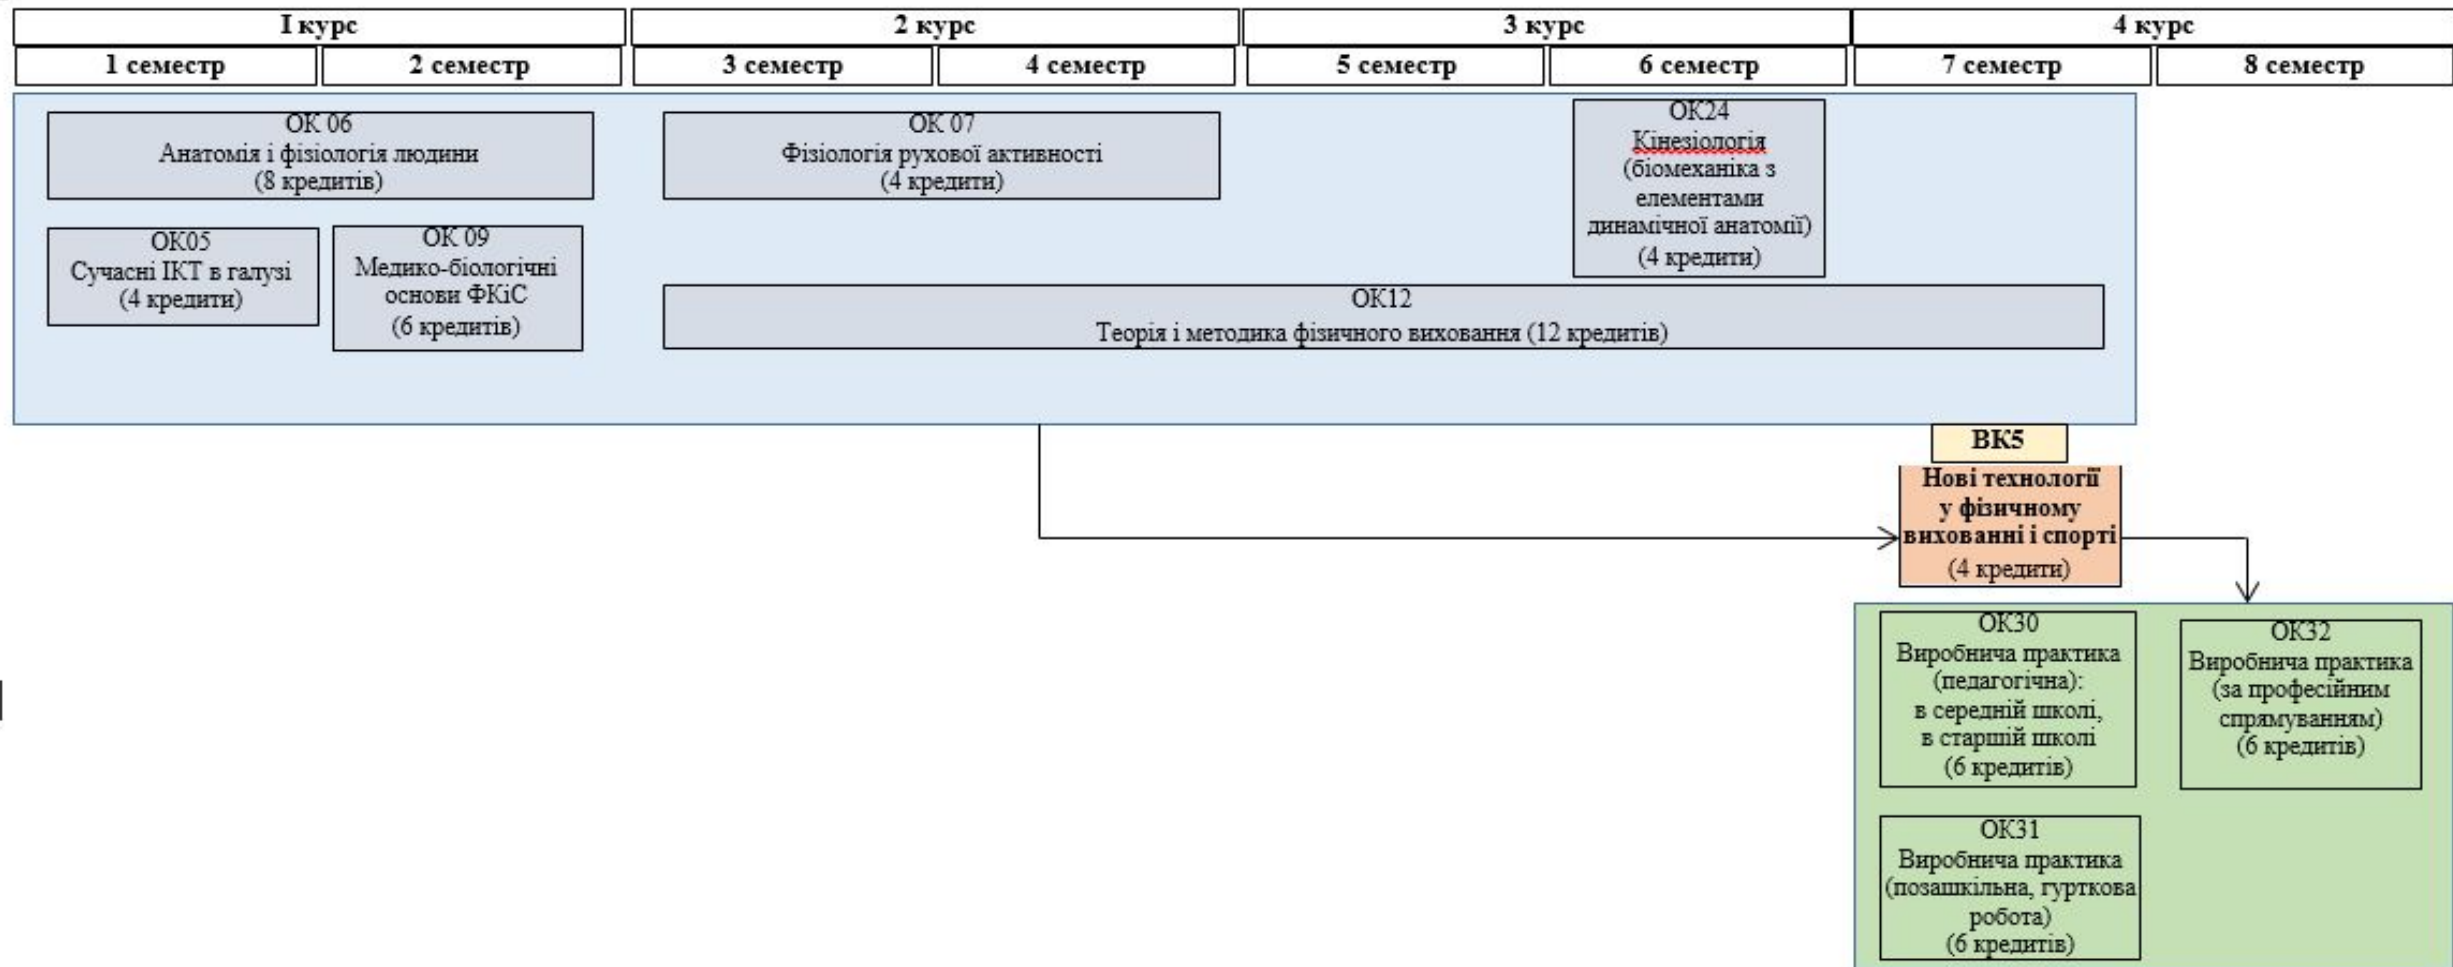 І курс
2 курс
3 курс
4 курс
1 семестр
2 семестр
3 семестр
4 семестр
5 семестр
6 семестр
7 семестр
8 семестр
ОК 06
Анатомія і фізіологія людини
(8 кредитів)
ОК 07
Фізіологія рухової активності
(4 кредити)
ОК24
Кінезіологія
(біомеханіка з
елементами
динамічної анатомії)
(4 кредити)
ОК05
Сучасні ІКТ в галузі
(4 кредити)
ОК 09
Медико-біологічні
основи ФКіС
(6 кредитів)
ОК12
Теорія і методика фізичного виховання (12 кредитів)
ВК5
Нові технології
у фізичному
вихованні і спорті
(4 кредити)
ОК30
Виробнича практика
(педагогічна):
в середній школі,
в старшій школі
(6 кредитів)
ОК32
Виробнича практика
(за професійним
спрямуванням)
(6 кредитів)
ОК31
Виробнича практика
(позашкільна, гурткова
робота)
(6 кредитів)